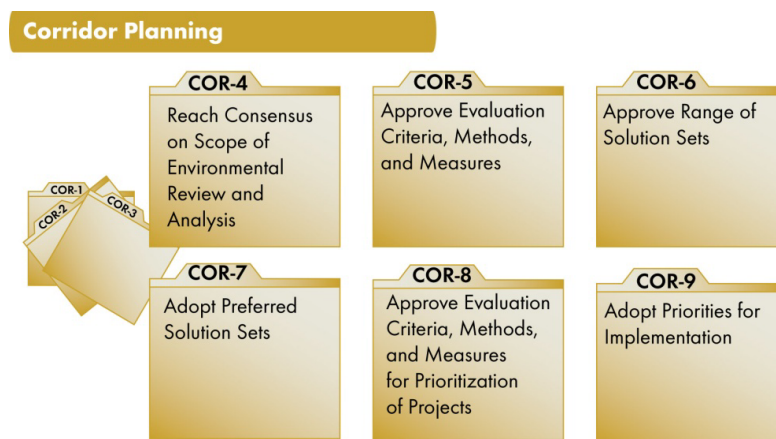 Corridor Planning
COR-4
Reach Consensus
on Scope of
Environmental
Review and
Analysis
COR-5
Approve Evaluation
Criteria, Methods,
and Measures
COR-6
Approve Range of
Solution Sets
COR-1
COR-2
COR-3
COR-7
Adopt Preferred
Solution Sets
COR-8
Approve Evaluation
Criteria, Methods,
and Measures
for Prioritization
of Projects
COR-9
Adopt Priorities for
Implementation